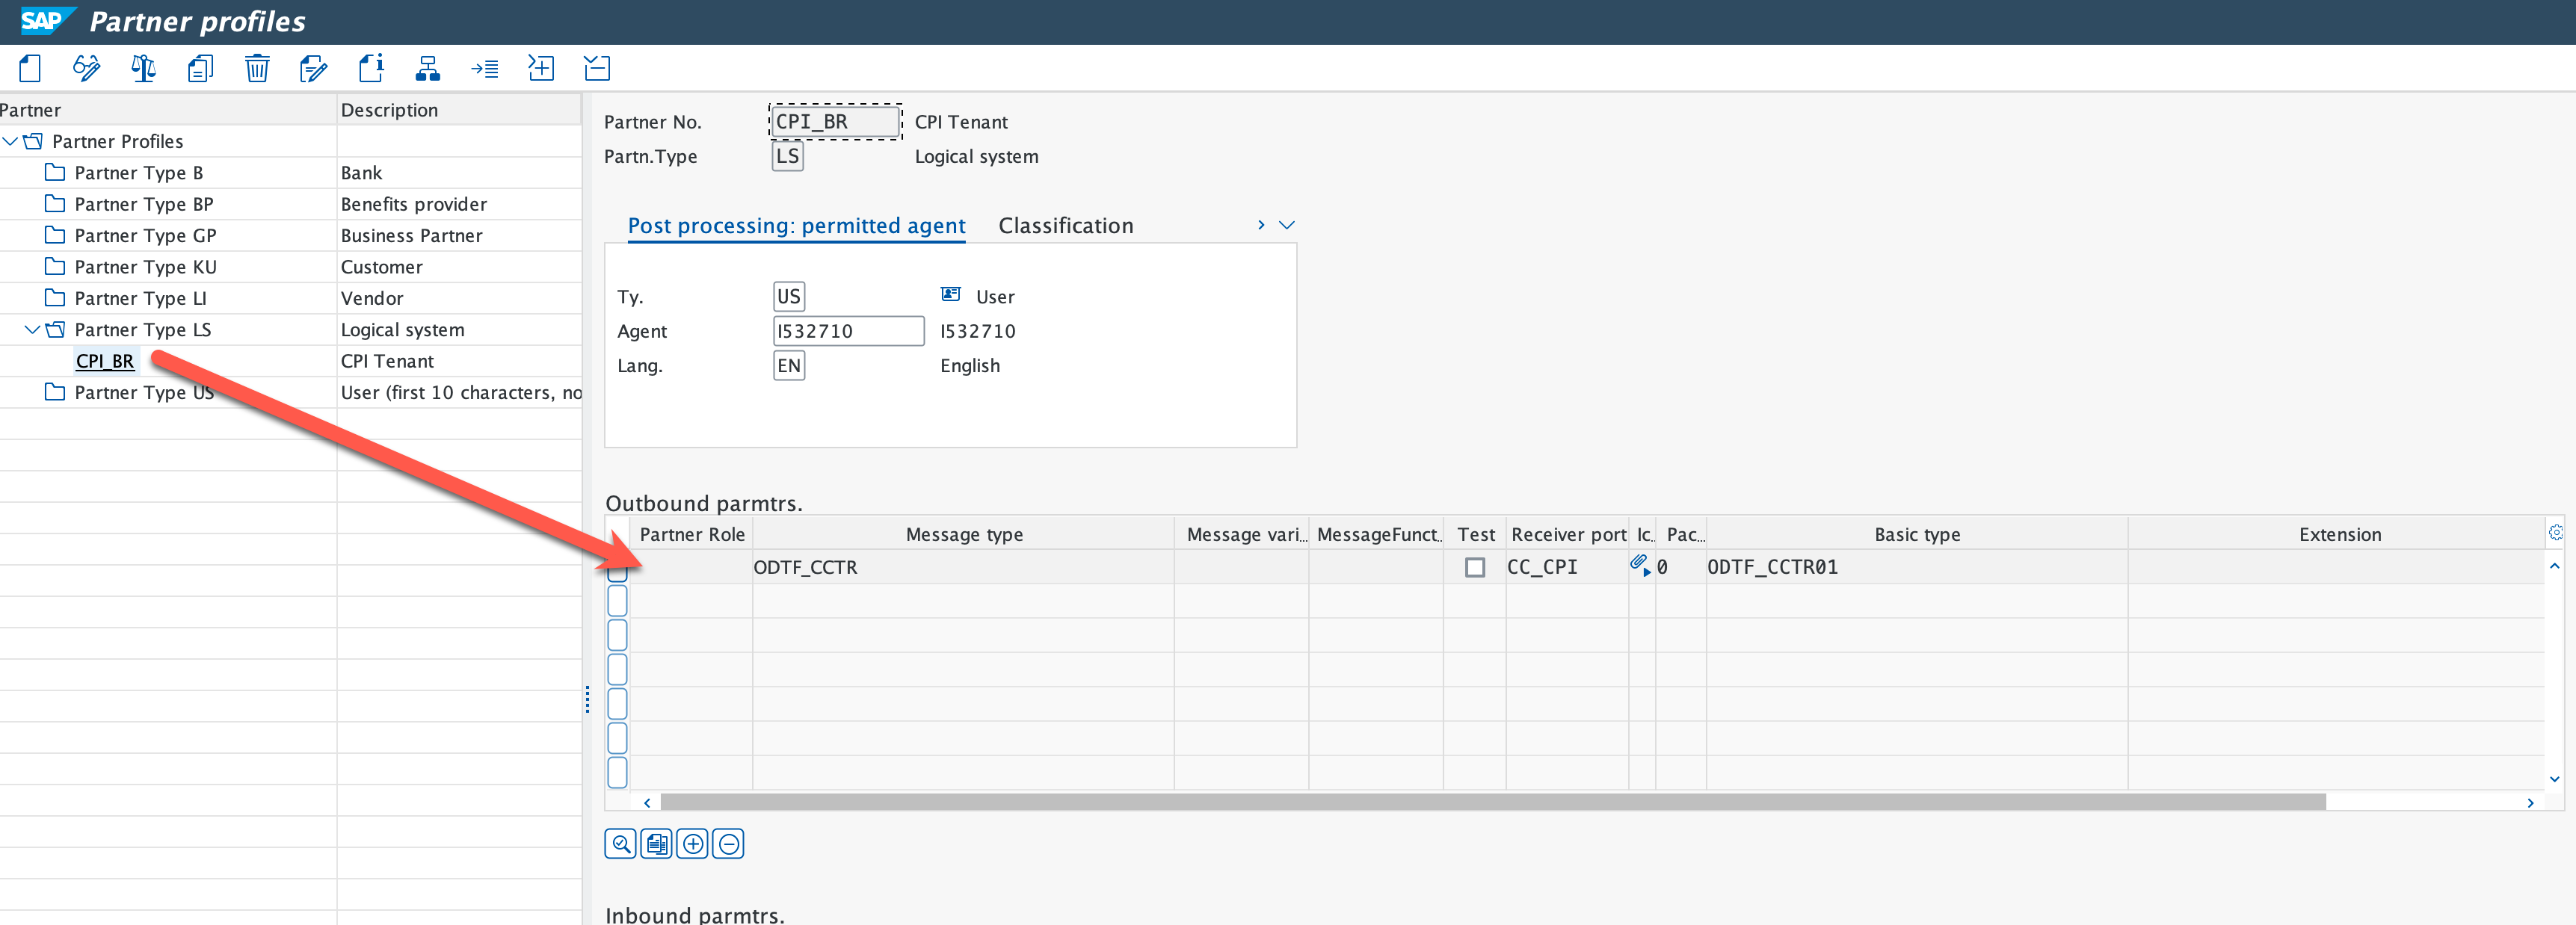 SAP Partner profiles
Partner Description
Partner Profiles
Partner Type B Bank
Partner Type BP Benefits provider
Partner Type GP Business Partner
Partner Type KU Customer
Partner Type LI Vendor
Partner Type LS Logical system
CPI_BR CPI Tenant
Partner Type US User (first 10 characters, no
Partner No. CPI_BR CPI Tenant
Partn.Type LS Logical system
Post processing: permitted agent Classification
Ty. US User
Agent I532710 I532710
Lang. EN English
Outbound parmtrs.
Partner Role Message type Message vari... MessageFunct.. Test Receiver port Ic.. Pac... Basic type Extension
ODTF_CCTR CC_CPI 0 ODTF_CCTR01
Inbound parmtrs.